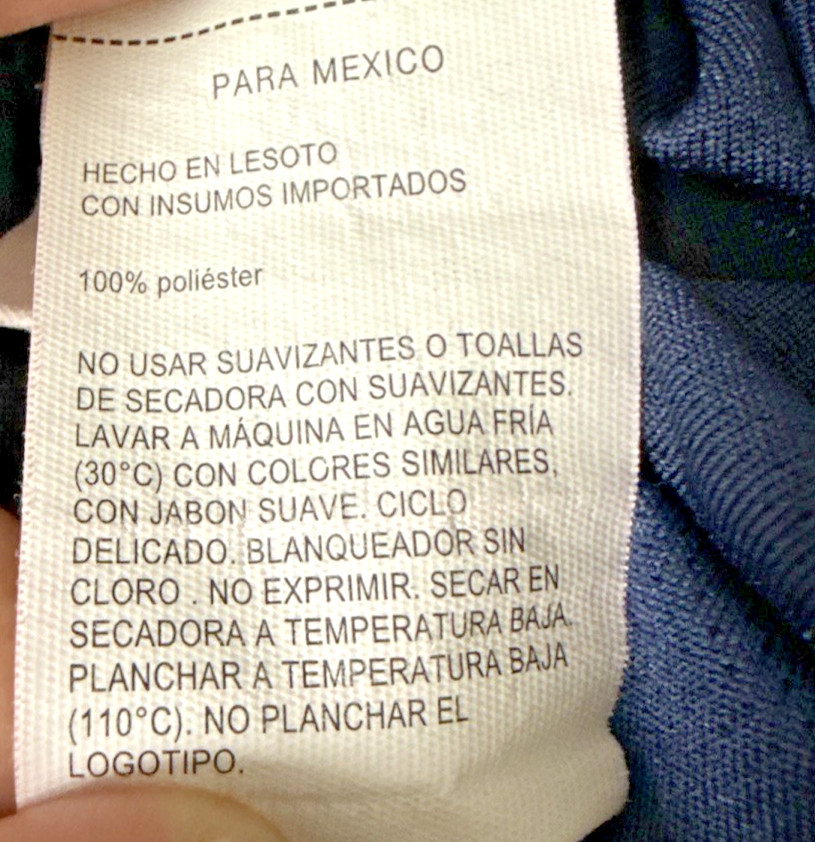 PARA MEXICO
HECHO EN LESOTO
CON INSUMOS IMPORTADOS
100% poliéster
NO USAR SUAVIZANTES O TOALLAS
DE SECADORA CON SUAVIZANTES.
LAVAR A MÁQUINA EN AGUA FRÍA
(30°C) CON COLORES SIMILARES,
CON JABON SUAVE. CICLO
DELICADO. BLANQUEADOR SIN
CLORO . NO EXPRIMIR. SECAR EN
SECADORA A TEMPERATURA BAJA.
PLANCHAR A TEMPERATURA BAJA
(110°C). NO PLANCHAR EL
LOGOTIPO.